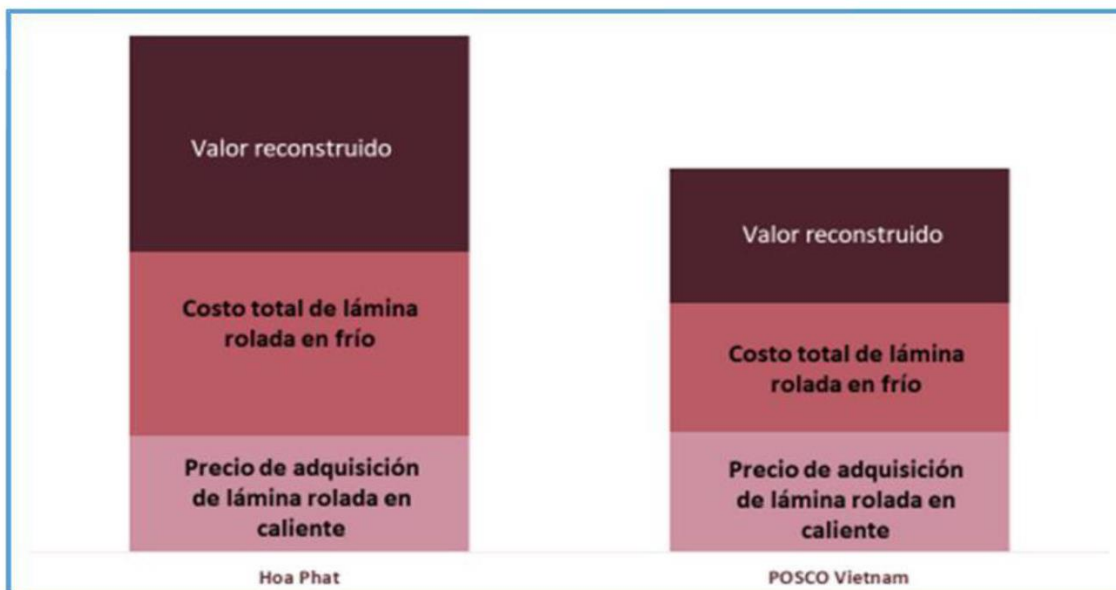 Valor reconstruido
Costo total de lámina
rolada en frío
Precio de adquisición
de lámina rolada en
caliente
Hoa Phat
Valor reconstruido
Costo total de lámina
rolada en frío
Precio de adquisición
de lámina rolada en
caliente
POSCO Vietnam